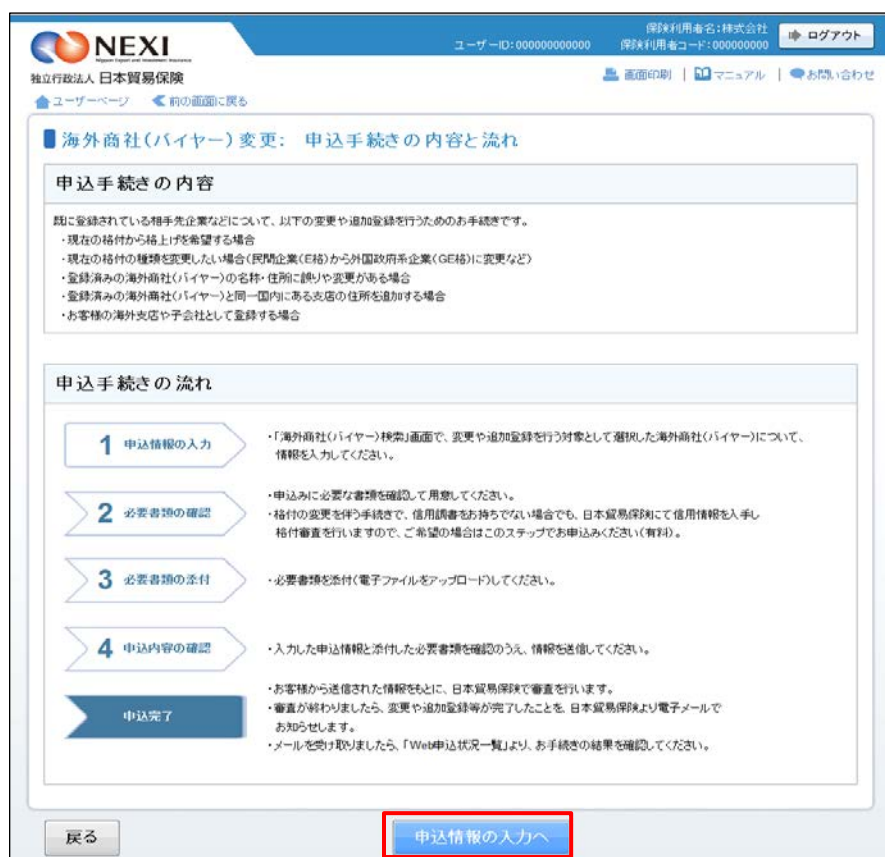 NEXI
Nippon Export and Investment Insurance
独立行政法人 日本貿易保険
ユーザーID:000000000000
保険利用者名:株式会社
保険利用者コード:000000000
ログアウト
画面印刷 | マニュアル | お問い合わせ
ユーザーページ 前の画面に戻る
海外商社(バイヤー)変更: 申込手続きの内容と流れ
申込手続きの内容
既に登録されている相手先企業などについて、以下の変更や追加登録を行うためのお手続きです。
・現在の格付から格上げを希望する場合
・現在の格付の種類を変更したい場合(民間企業(E格)から外国政府系企業(GE格)に変更など)
・登録済みの海外商社(バイヤー)の名称・住所に誤りや変更がある場合
・登録済みの海外商社(バイヤー)と同一国内にある支店の住所を追加する場合
・お客様の海外支店や子会社として登録する場合
申込手続きの流れ
1 申込情報の入力
・「海外商社(バイヤー)検索」画面で、変更や追加登録を行う対象として選択した海外商社(バイヤー)について、
情報を入力してください。
2 必要書類の確認
・申込みに必要な書類を確認して用意してください。
・格付の変更を伴う手続きで、信用調書をお持ちでない場合でも、日本貿易保険にて信用情報を入手し
格付審査を行いますので、ご希望の場合はこのステップでお申込みください(有料)。
3 必要書類の添付
・必要書類を添付(電子ファイルをアップロード)してください。
4 申込内容の確認
・入力した申込情報と添付した必要書類を確認のうえ、情報を送信してください。
申込完了
・お客様から送信された情報をもとに、日本貿易保険で審査を行います。
・審査が終わりましたら、変更や追加登録等が完了したことを、日本貿易保険より電子メールで
お知らせします。
・メールを受け取りましたら、「Web申込状況一覧」より、お手続きの結果を確認してください。
戻る
申込情報の入力へ